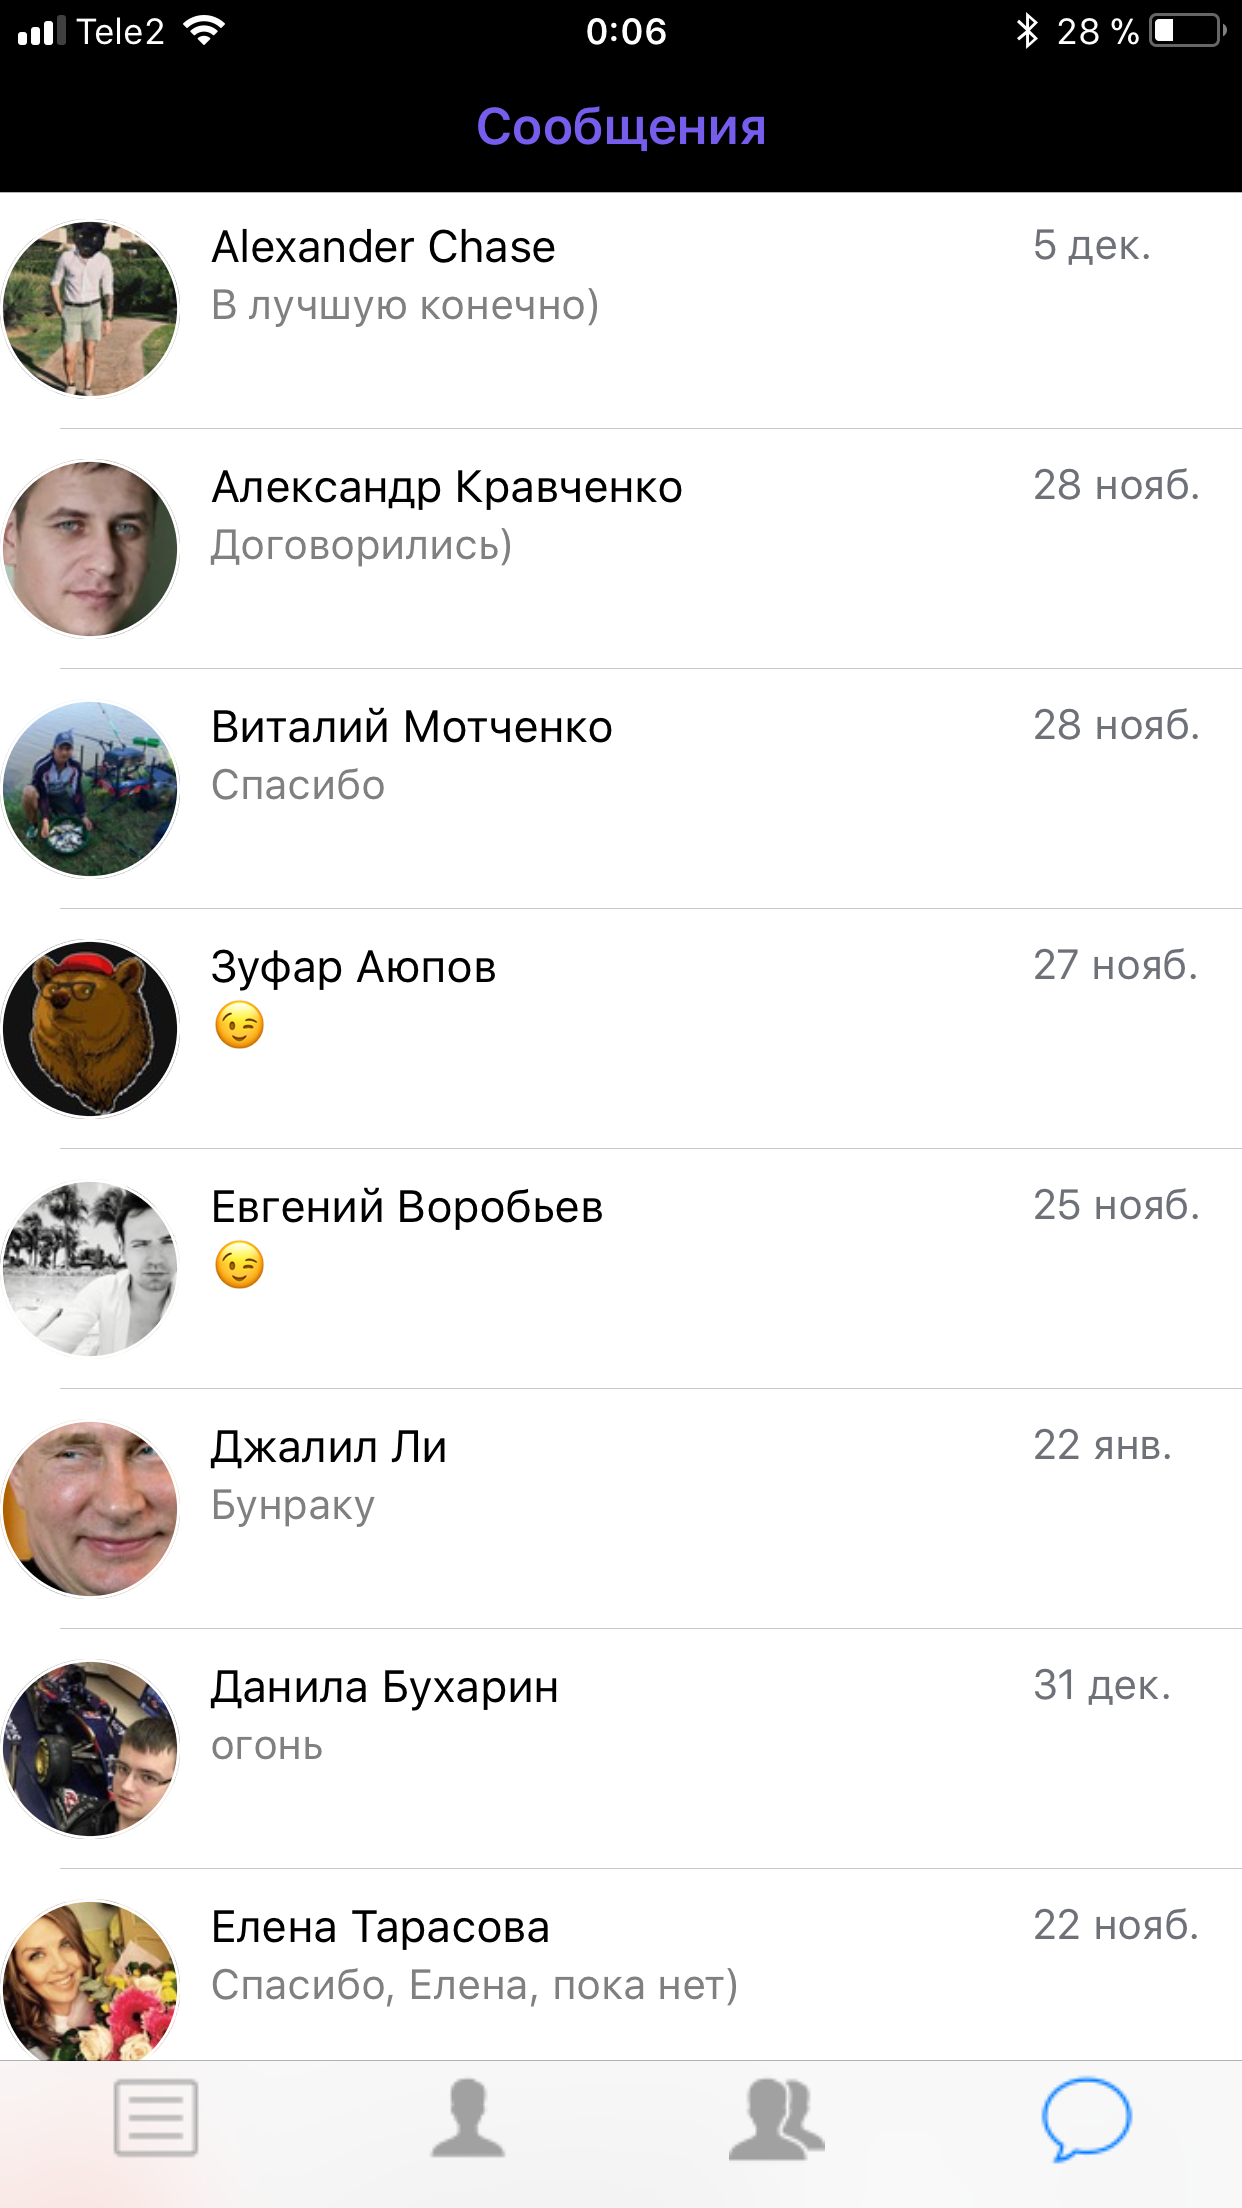 Tele2 0:06 28 %
Сообщения
Alexander Chase 5 дек.
В лучшую конечно)
Александр Кравченко 28 нояб.
Договорились)
Виталий Мотченко 28 нояб.
Спасибо
Зуфар Аюпов 27 нояб.
😉
Евгений Воробьев 25 нояб.
😉
Джалил Ли 22 янв.
Бунраку
Данила Бухарин 31 дек.
огонь
Елена Тарасова 22 нояб.
Спасибо, Елена, пока нет)